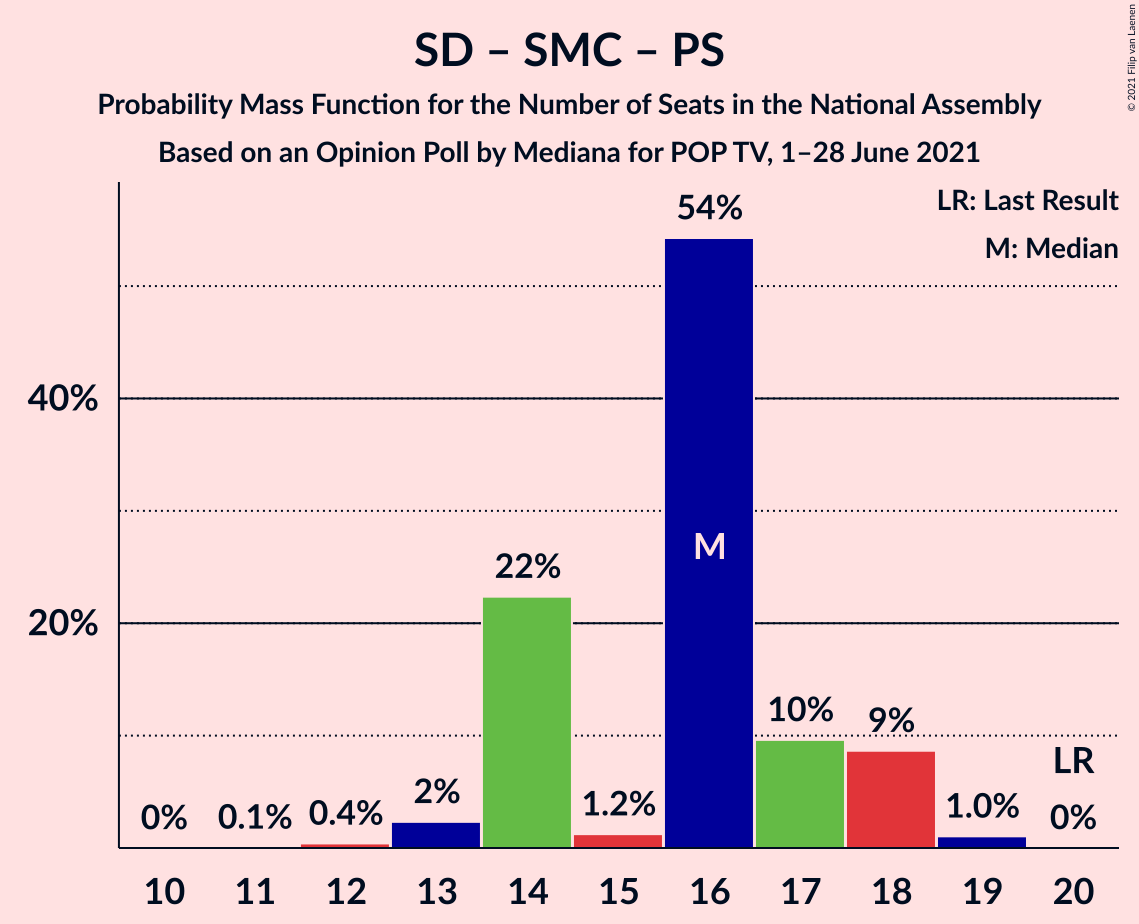 SD – SMC – PS
Probability Mass Function for the Number of Seats in the National Assembly
Based on an Opinion Poll by Mediana for POP TV, 1–28 June 2021
© 2021 Filip van Laenen
LR: Last Result
M: Median
40%
20%
0%
0.1%
0.4%
2%
22%
1.2%
54%
M
10%
9%
1.0%
LR
0%
10 11 12 13 14 15 16 17 18 19 20